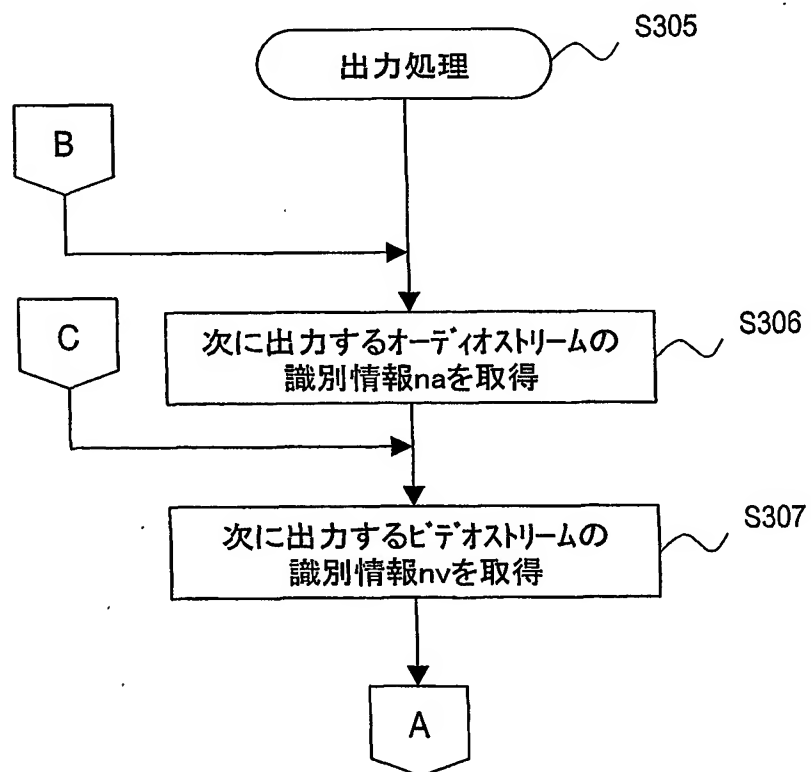 S305
出力処理
B
C
S306
次に出力するオーディオストリームの
識別情報naを取得
S307
次に出力するビデオストリームの
識別情報nvを取得
A